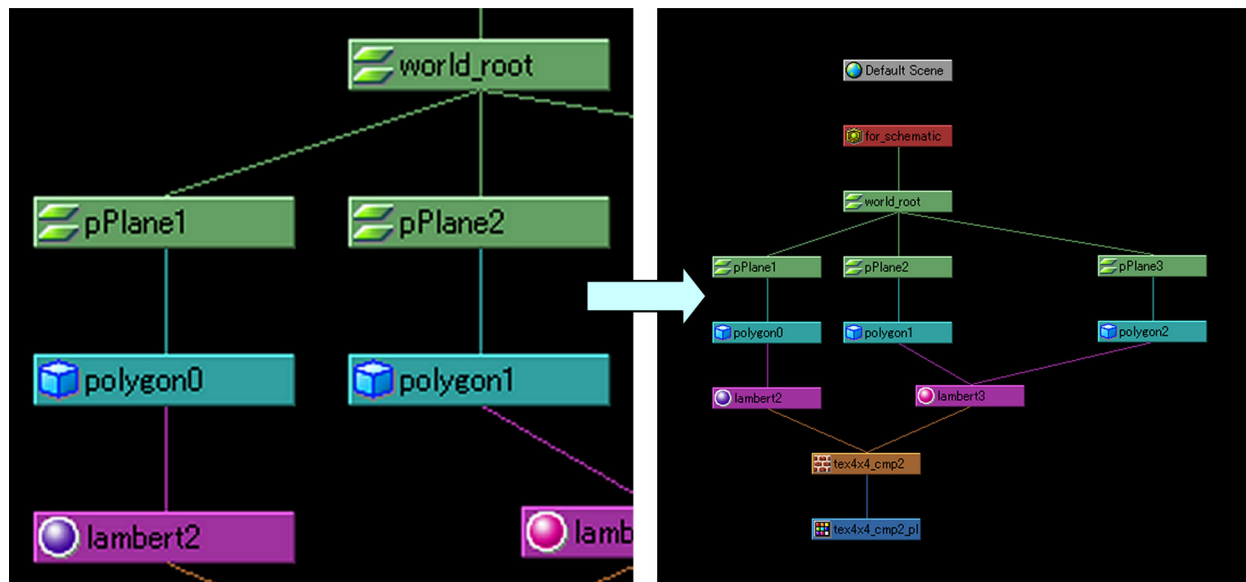 world_root
pPlane1
pPlane2
polygon0
polygon1
lambert2
lamb
Default Scene
for_schematic
world_root
pPlane1
pPlane2
pPlane3
polygon0
polygon1
polygon2
lambert2
lambert3
tex4x4_cmp2
tex4x4_cmp2_pl